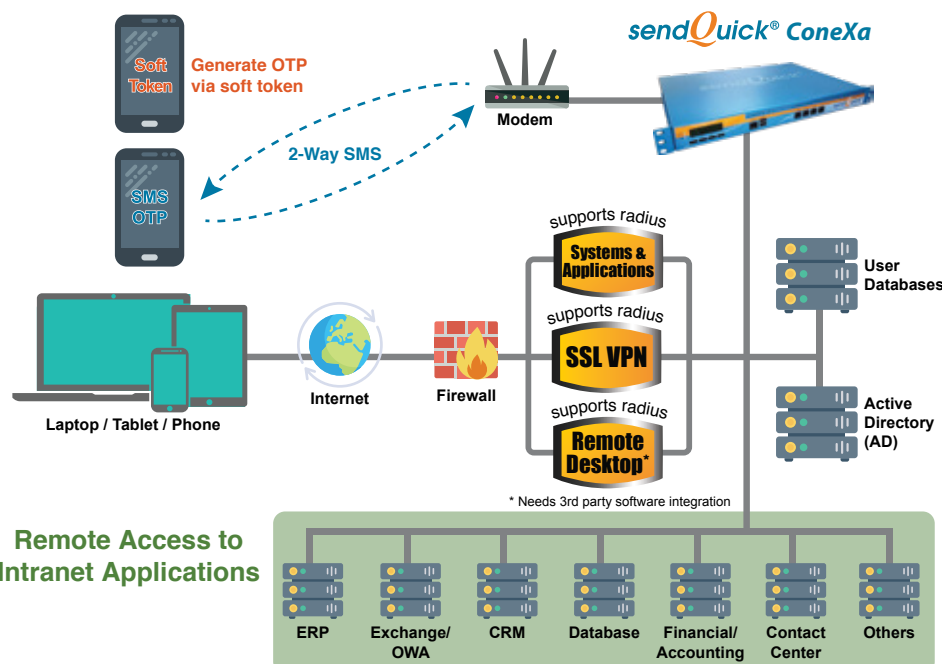 sendQuick® ConeXa
Soft
Token
Generate OTP
via soft token
Modem
2-Way SMS
SMS
OTP
supports radius
Systems &
Applications
User
Databases
supports radius
SSL VPN
Internet
Firewall
Laptop / Tablet / Phone
supports radius
Remote
Desktop*
Active
Directory
(AD)
* Needs 3rd party software integration
Remote Access to
Intranet Applications
ERP
Exchange/
OWA
CRM
Database
Financial/
Accounting
Contact
Center
Others